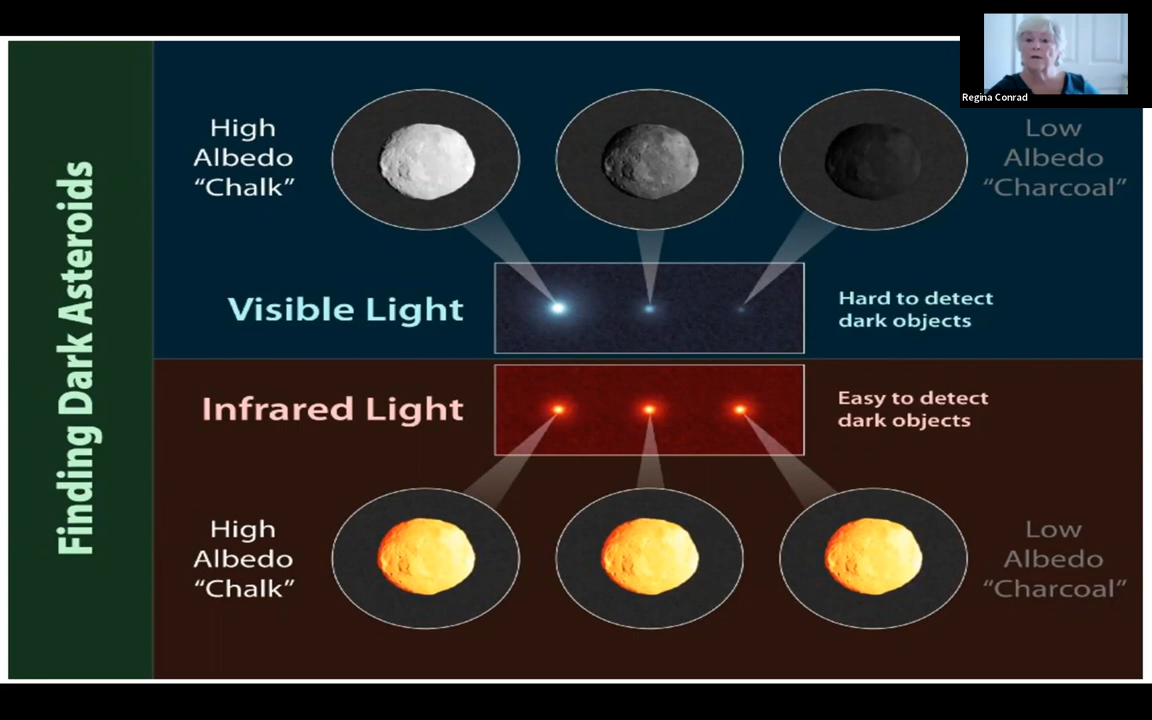 Regina Conrad
Finding Dark Asteroids
High
Albedo
“Chalk”
Low
Albedo
“Charcoal”
Visible Light
Hard to detect
dark objects
Infrared Light
Easy to detect
dark objects
High
Albedo
“Chalk”
Low
Albedo
“Charcoal”